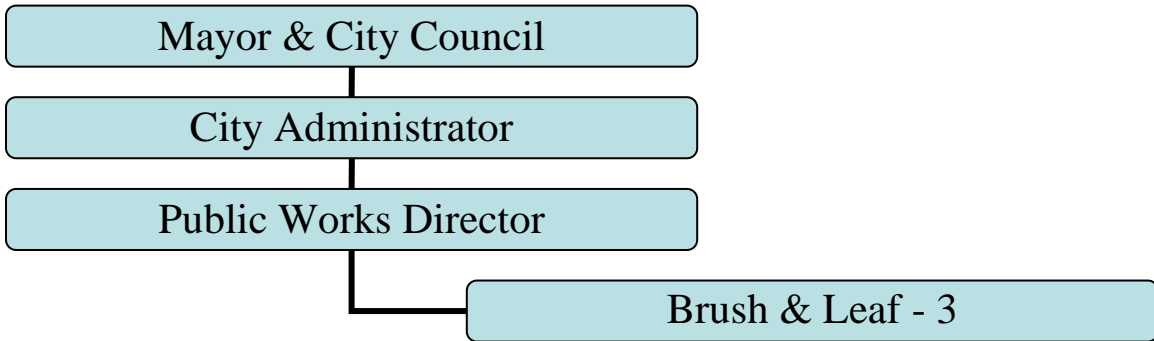 Mayor & City Council
City Administrator
Public Works Director
Brush & Leaf - 3